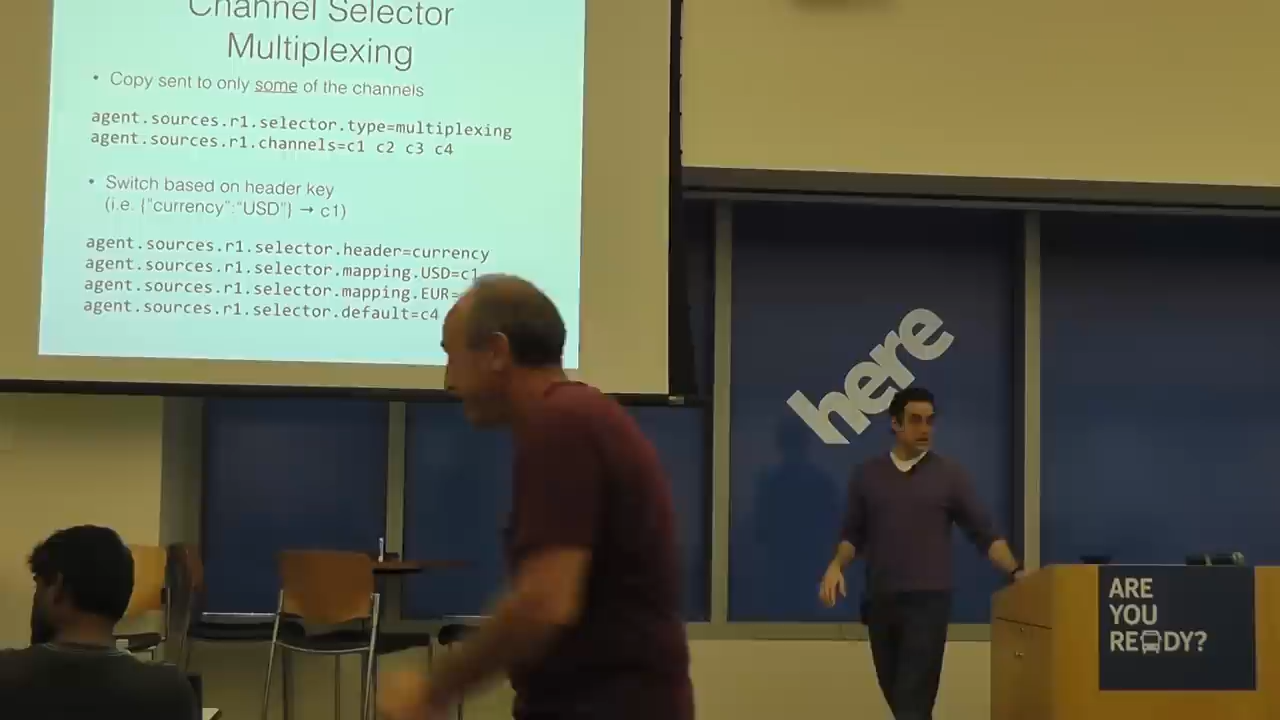 Channel Selector
Multiplexing
• Copy sent to only some of the channels
agent.sources.r1.selector.type=multiplexing
agent.sources.r1.channels=c1 c2 c3 c4
• Switch based on header key
(i.e. {"currency":"USD"} → c1)
agent.sources.r1.selector.header=currency
agent.sources.r1.selector.mapping.USD=c1
agent.sources.r1.selector.mapping.EUR=
agent.sources.r1.selector.default=c4
here
ARE
YOU
READY?